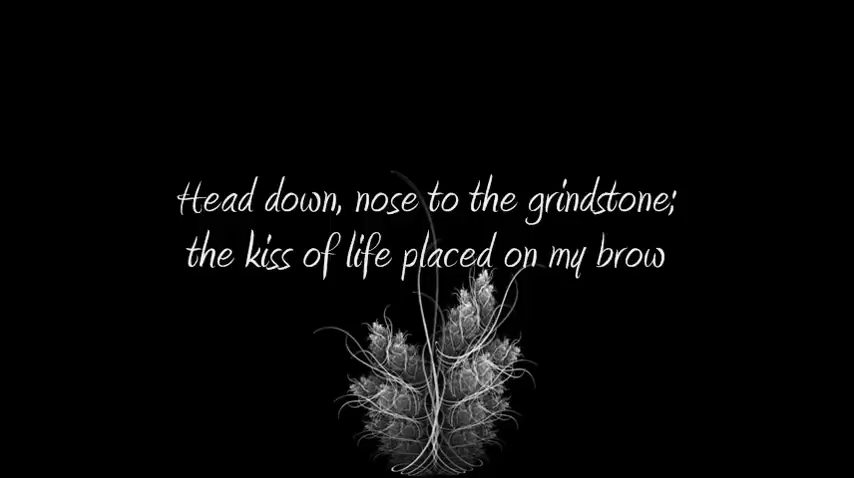 Head down, nose to the grindstone;
the kiss of life placed on my brow